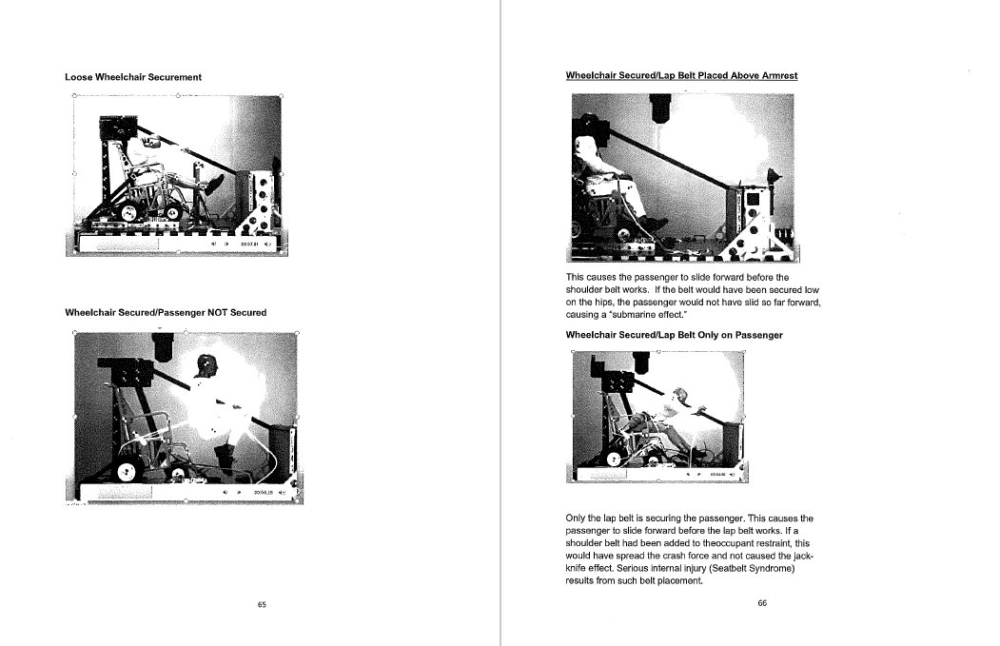 Loose Wheelchair Securement
Wheelchair Secured/Passenger NOT Secured
65
Wheelchair Secured/Lap Belt Placed Above Armrest
This causes the passenger to slide forward before the
shoulder belt works. If the belt would have been secured low
on the hips, the passenger would not have slid so far forward,
causing a “submarine effect.”
Wheelchair Secured/Lap Belt Only on Passenger
Only the lap belt is securing the passenger. This causes the
passenger to slide forward before the lap belt works. If a
shoulder belt had been added to theoccupant restraint, this
would have spread the crash force and not caused the jack-
knife effect. Serious internal injury (Seatbelt Syndrome)
results from such belt placement.
66